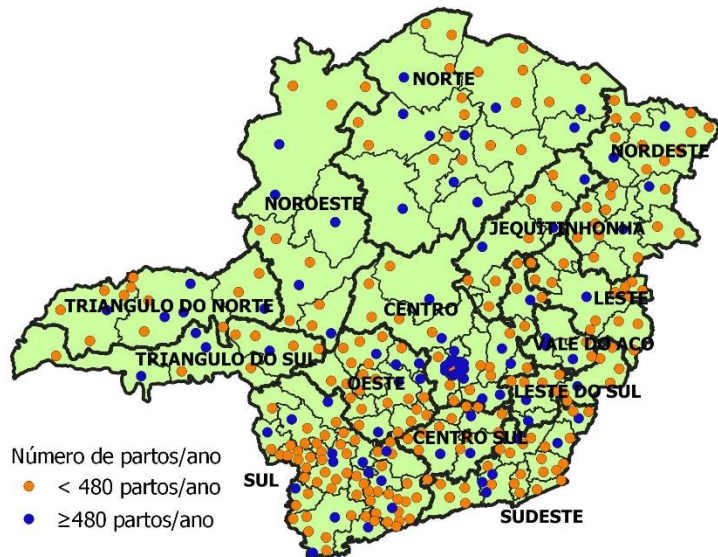 NORTE
NORDESTE
NOROESTE
JEQUITINHONHA
TRIANGULO DO NORTE
CENTRO
LESTE
VALE DO AÇO
TRIANGULO DO SUL
OESTE
LESTE DO SUL
CENTRO SUL
SUL
SUDESTE
Número de partos/ano
< 480 partos/ano
≥480 partos/ano